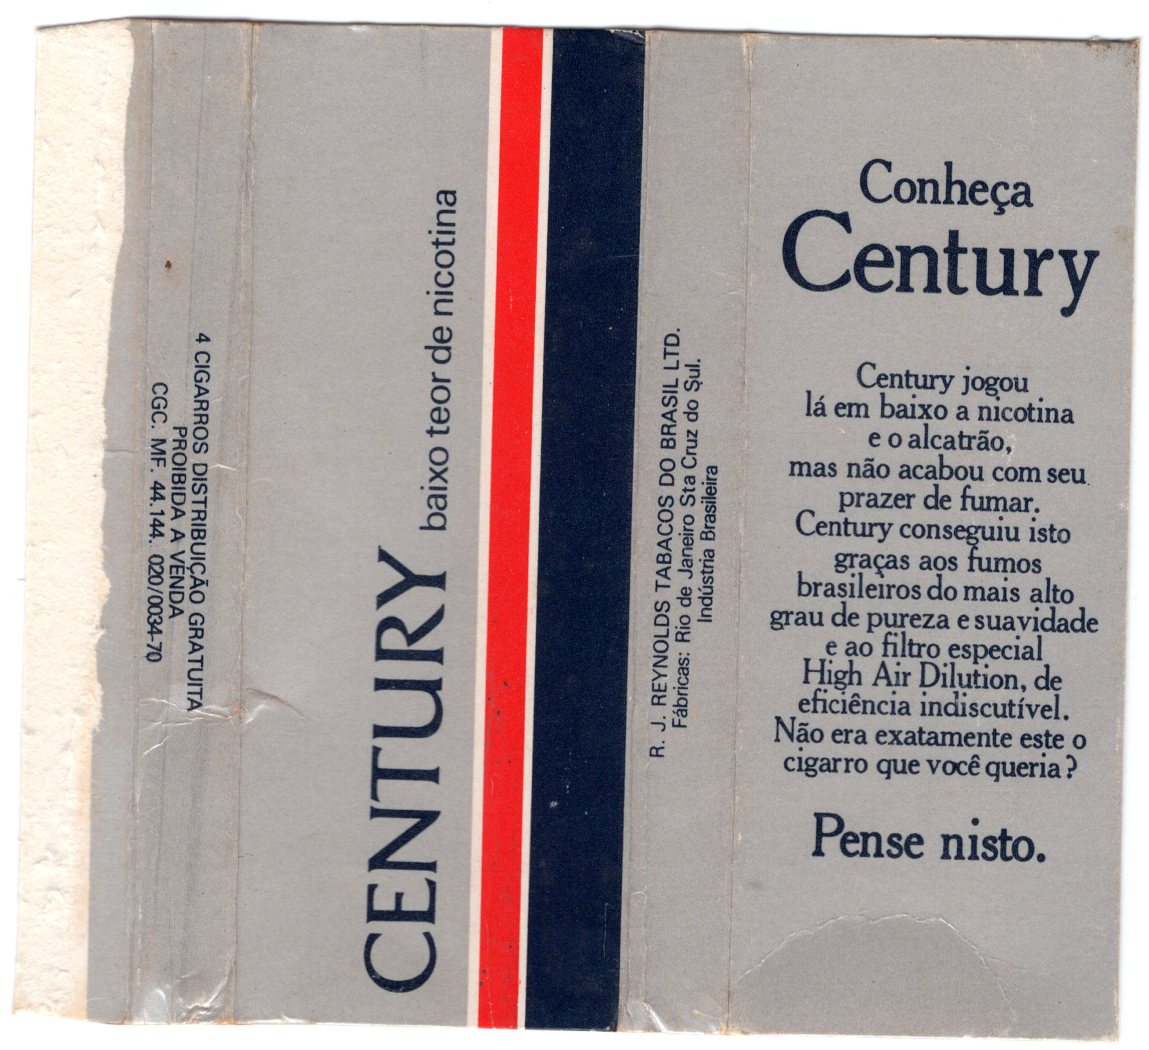 4 CIGARROS DISTRIBUIÇÃO GRATUITA
PROIBIDA A VENDA
CGC. MF. 44.144. 020/0034-70
CENTURY baixo teor de nicotina
R. J. REYNOLDS TABACOS DO BRASIL LTD.
Fábricas: Rio de Janeiro Sta Cruz do Sul.
Indústria Brasileira
Conheça
Century
Century jogou
lá em baixo a nicotina
e o alcatrão,
mas não acabou com seu
prazer de fumar.
Century conseguiu isto
graças aos fumos
brasileiros do mais alto
grau de pureza e suavidade
e ao filtro especial
High Air Dilution, de
eficiência indiscutível.
Não era exatamente este o
cigarro que você queria?
Pense nisto.